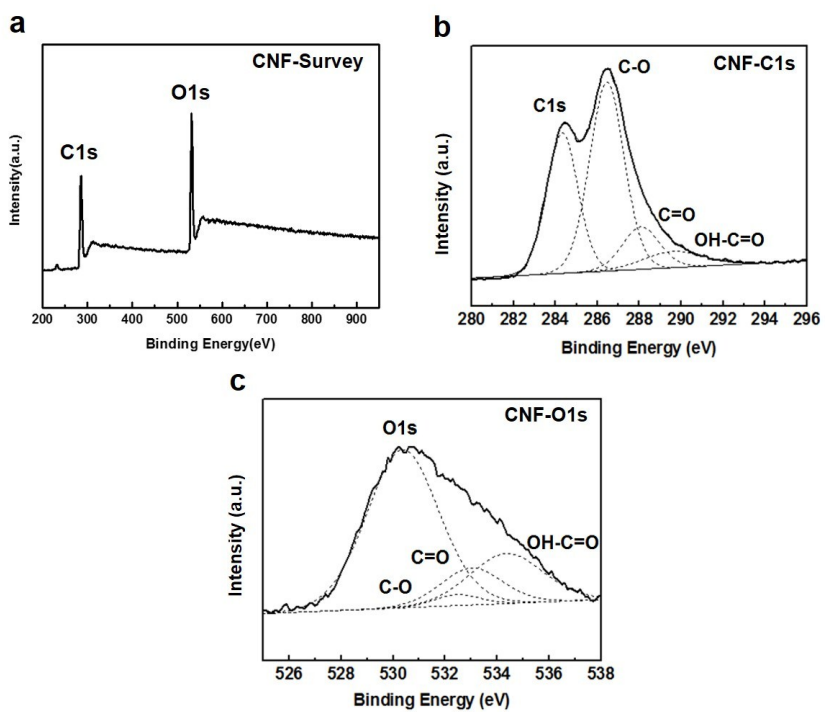 a
CNF-Survey
O1s
C1s
Intensity(a.u.)
200 300 400 500 600 700 800 900
Binding Energy(eV)
b
CNF-C1s
C-O
C1s
C=O
OH-C=O
Intensity (a.u.)
280 282 284 286 288 290 292 294 296
Binding Energy (eV)
c
CNF-O1s
O1s
OH-C=O
C=O
C-O
Intensity (a.u.)
526 528 530 532 534 536 538
Binding Energy (eV)